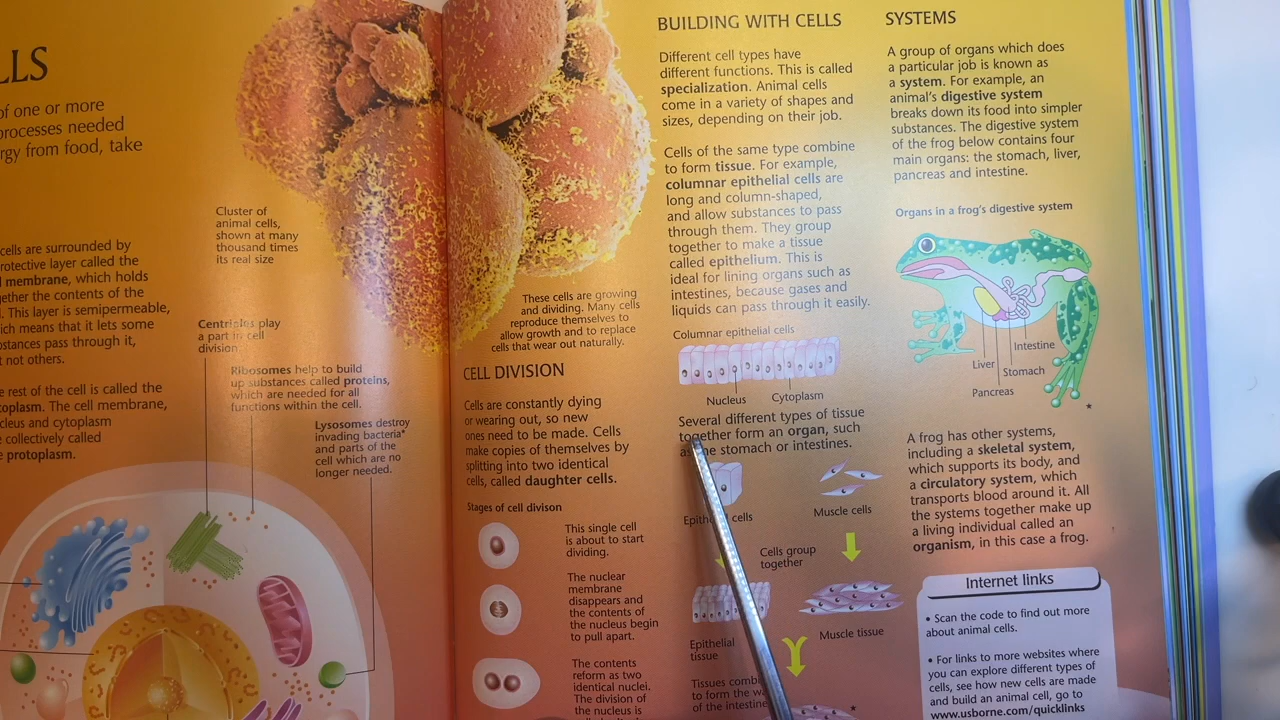 LLS
of one or more
processes needed
rgy from food, take
cells are surrounded by
rotective layer called the
membrane, which holds
gether the contents of the
This layer is semipermeable,
ich means that it lets some
bstances pass through it,
t not others.
e rest of the cell is called the
toplasm. The cell membrane,
cleus and cytoplasm
e collectively called
protoplasm.
Cluster of
animal cells,
shown at many
thousand times
its real size
Centrioles play
a part in cell
division.
Ribosomes help to build
up substances called proteins,
which are needed for all
functions within the cell.
Lysosomes destroy
invading bacteria*
and parts of the
cell which are no
longer needed.
These cells are growing
and dividing. Many cells
reproduce themselves to
allow growth and to replace
cells that wear out naturally.
CELL DIVISION
Cells are constantly dying
or wearing out, so new
ones need to be made. Cells
make copies of themselves by
splitting into two identical
cells, called daughter cells.
Stages of cell divison
This single cell
is about to start
dividing.
The nuclear
membrane
disappears and
the contents of
the nucleus begin
to pull apart.
The contents
reform as two
identical nuclei.
The division of
the nucleus is
BUILDING WITH CELLS
Different cell types have
different functions. This is called
specialization. Animal cells
come in a variety of shapes and
sizes, depending on their job.
Cells of the same type combine
to form tissue. For example,
columnar epithelial cells are
long and column-shaped,
and allow substances to pass
through them. They group
together to make a tissue
called epithelium. This is
ideal for lining organs such as
intestines, because gases and
liquids can pass through it easily.
Columnar epithelial cells
Nucleus
Cytoplasm
Several different types of tissue
together form an organ, such
as the stomach or intestines.
cells
Muscle cells
Cells group
together
Epithelial
tissue
Muscle tissue
Tissues
to form the
of the intestine
*
SYSTEMS
A group of organs which does
a particular job is known as
a system. For example, an
animal's digestive system
breaks down its food into simpler
substances. The digestive system
of the frog below contains four
main organs: the stomach, liver,
pancreas and intestine.
Organs in a frog's digestive system
Intestine
Liver
Stomach
Pancreas
*
A frog has other systems,
including a skeletal system,
which supports its body, and
a circulatory system, which
transports blood around it. All
the systems together make up
a living individual called an
organism, in this case a frog.
Internet links
• Scan the code to find out more
about animal cells.
• For links to more websites where
you can explore different types of
cells, see how new cells are made
and build an animal cell, go to
www.usborne.com/quicklinks